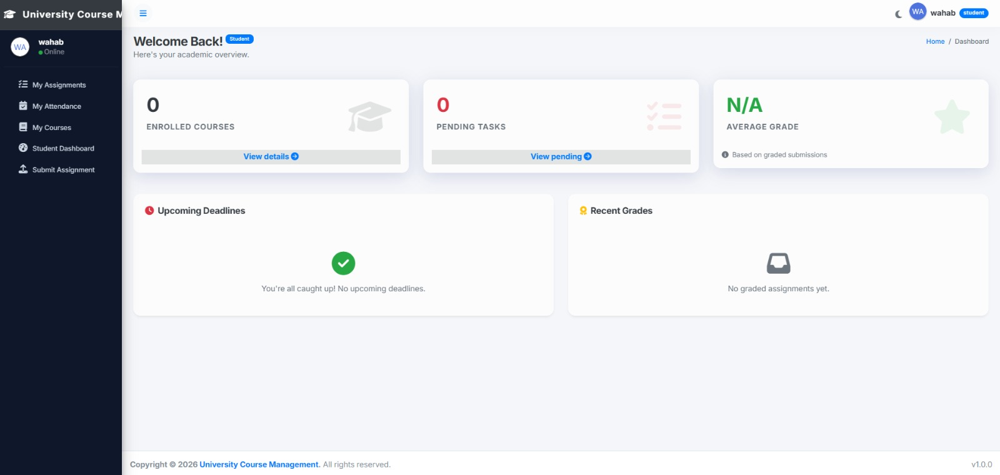 University Course M
WA
wahab
Online
My Assignments
My Attendance
My Courses
Student Dashboard
Submit Assignment
WA
wahab
student
Welcome Back!
Student
Here's your academic overview.
Home / Dashboard
0
ENROLLED COURSES
View details
0
PENDING TASKS
View pending
N/A
AVERAGE GRADE
Based on graded submissions
Upcoming Deadlines
You're all caught up! No upcoming deadlines.
Recent Grades
No graded assignments yet.
Copyright © 2026 University Course Management. All rights reserved.
v1.0.0